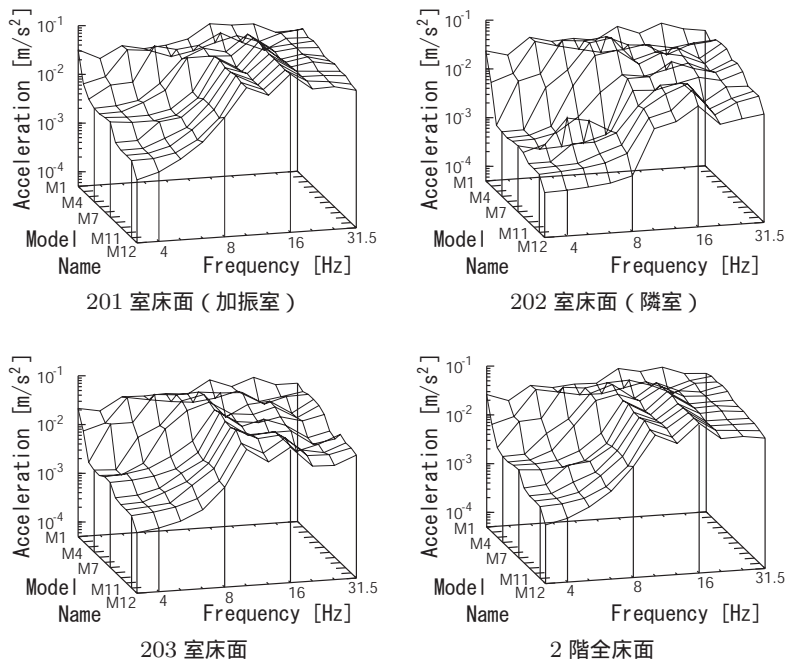 Acceleration [m/s²]
10⁻¹
10⁻²
10⁻³
10⁻⁴
M1
M4
M7
M11
M12
Model
Name
4
8
16
31.5
Frequency [Hz]
201 室床面 ( 加振室 )
Acceleration [m/s²]
10⁻¹
10⁻²
10⁻³
10⁻⁴
M1
M4
M7
M11
M12
Model
Name
4
8
16
31.5
Frequency [Hz]
202 室床面 ( 隣室 )
Acceleration [m/s²]
10⁻¹
10⁻²
10⁻³
10⁻⁴
M1
M4
M7
M11
M12
Model
Name
4
8
16
31.5
Frequency [Hz]
203 室床面
Acceleration [m/s²]
10⁻¹
10⁻²
10⁻³
10⁻⁴
M1
M4
M7
M11
M12
Model
Name
4
8
16
31.5
Frequency [Hz]
2 階全床面